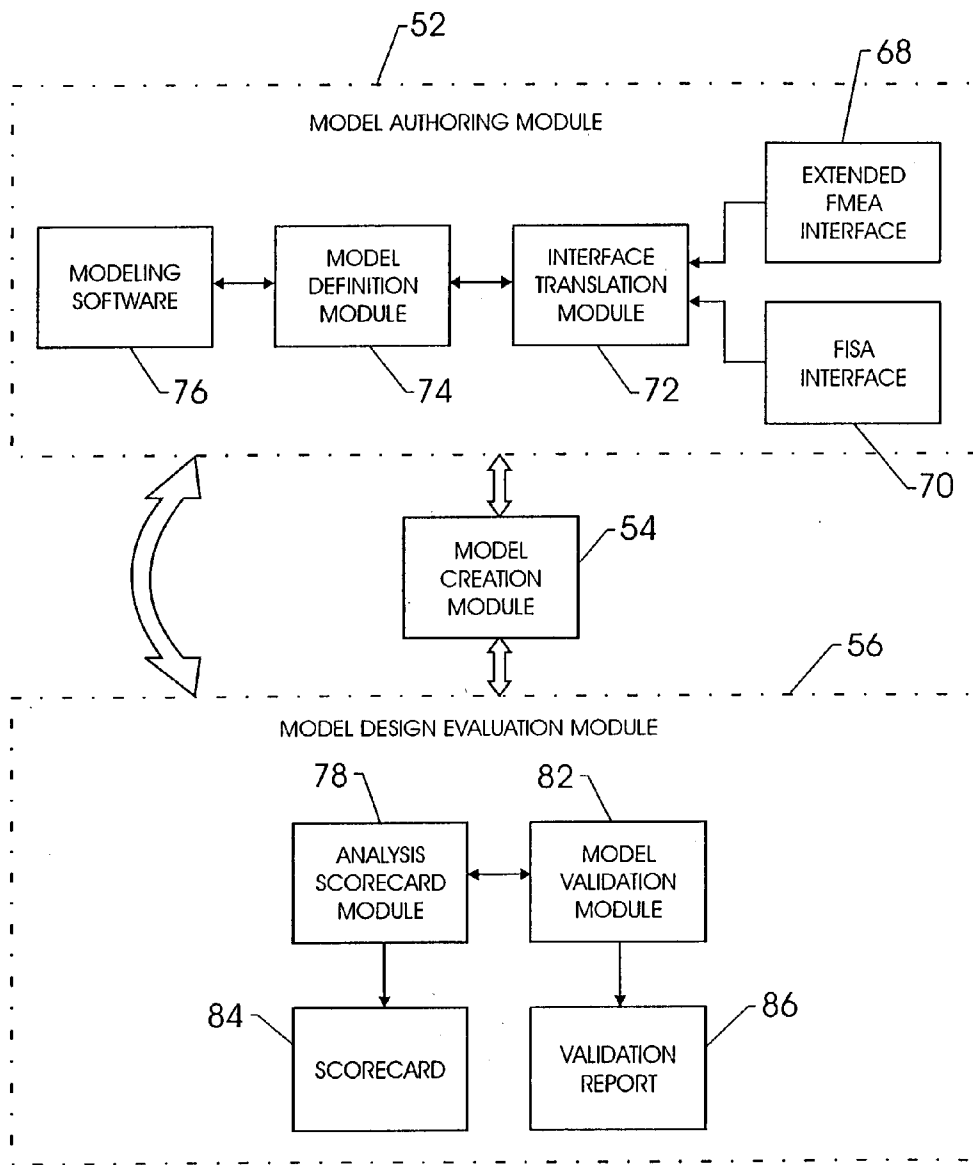 52
68
MODEL AUTHORING MODULE
EXTENDED
FMEA
INTERFACE
MODELING
SOFTWARE
MODEL
DEFINITION
MODULE
INTERFACE
TRANSLATION
MODULE
FISA
INTERFACE
76
74
72
70
54
MODEL
CREATION
MODULE
56
MODEL DESIGN EVALUATION MODULE
78
82
ANALYSIS
SCORECARD
MODULE
MODEL
VALIDATION
MODULE
84
86
SCORECARD
VALIDATION
REPORT